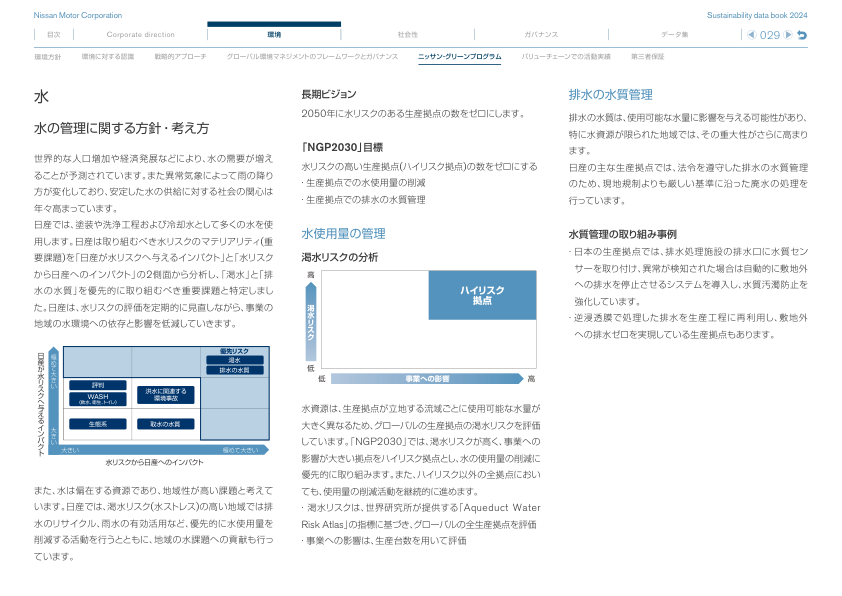 Nissan Motor Corporation
Sustainability data book 2024
目次
Corporate direction
環境
社会性
ガバナンス
データ集
029
環境方針
環境に対する認識
戦略的アプローチ
グローバル環境マネジメントのフレームワークとガバナンス
ニッサン・グリーンプログラム
バリューチェーンでの活動実績
第三者保証
水
水の管理に関する方針・考え方
世界的な人口増加や経済発展などにより、水の需要が増え
ることが予測されています。また異常気象によって雨の降り
方が変化しており、安定した水の供給に対する社会の関心は
年々高まっています。
日産では、塗装や洗浄工程および冷却水として多くの水を使
用します。日産は取り組むべき水リスクのマテリアリティ(重
要課題)を「日産が水リスクへ与えるインパクト」と「水リスク
から日産へのインパクト」の2側面から分析し、「渇水」と「排
水の水質」を優先的に取り組むべき重要課題と特定しまし
た。日産は、水リスクの評価を定期的に見直しながら、事業の
地域の水環境への依存と影響を低減していきます。
日産が水リスクへ与えるインパクト
極めて大きい
大きい
優先リスク
渇水
排水の水質
評判
WASH
(飲水、衛生、トイレ)
洪水に関連する
環境事故
生態系
取水の水質
大きい
極めて大きい
水リスクから日産へのインパクト
また、水は偏在する資源であり、地域性が高い課題と考えて
います。日産では、渇水リスク(水ストレス)の高い地域では排
水のリサイクル、雨水の有効活用など、優先的に水使用量を
削減する活動を行うとともに、地域の水課題への貢献も行っ
ています。
長期ビジョン
2050年に水リスクのある生産拠点の数をゼロにします。
「NGP2030」目標
水リスクの高い生産拠点(ハイリスク拠点)の数をゼロにする
・生産拠点での水使用量の削減
・生産拠点での排水の水質管理
水使用量の管理
渇水リスクの分析
高
渇水リスク
低
ハイリスク
拠点
低
事業への影響
高
水資源は、生産拠点が立地する流域ごとに使用可能な水量が
大きく異なるため、グローバルの生産拠点の渇水リスクを評価
しています。「NGP2030」では、渇水リスクが高く、事業への
影響が大きい拠点をハイリスク拠点とし、水の使用量の削減に
優先的に取り組みます。また、ハイリスク以外の全拠点におい
ても、使用量の削減活動を継続的に進めます。
・渇水リスクは、世界研究所が提供する「Aqueduct Water
Risk Atlas」の指標に基づき、グローバルの全生産拠点を評価
・事業への影響は、生産台数を用いて評価
排水の水質管理
排水の水質は、使用可能な水量に影響を与える可能性があり、
特に水資源が限られた地域では、その重大性がさらに高まり
ます。
日産の主な生産拠点では、法令を遵守した排水の水質管理
のため、現地規制よりも厳しい基準に沿った廃水の処理を
行っています。
水質管理の取り組み事例
・日本の生産拠点では、排水処理施設の排水口に水質セン
サーを取り付け、異常が検知された場合は自動的に敷地外
への排水を停止させるシステムを導入し、水質汚濁防止を
強化しています。
・逆浸透膜で処理した排水を生産工程に再利用し、敷地外
への排水ゼロを実現している生産拠点もあります。